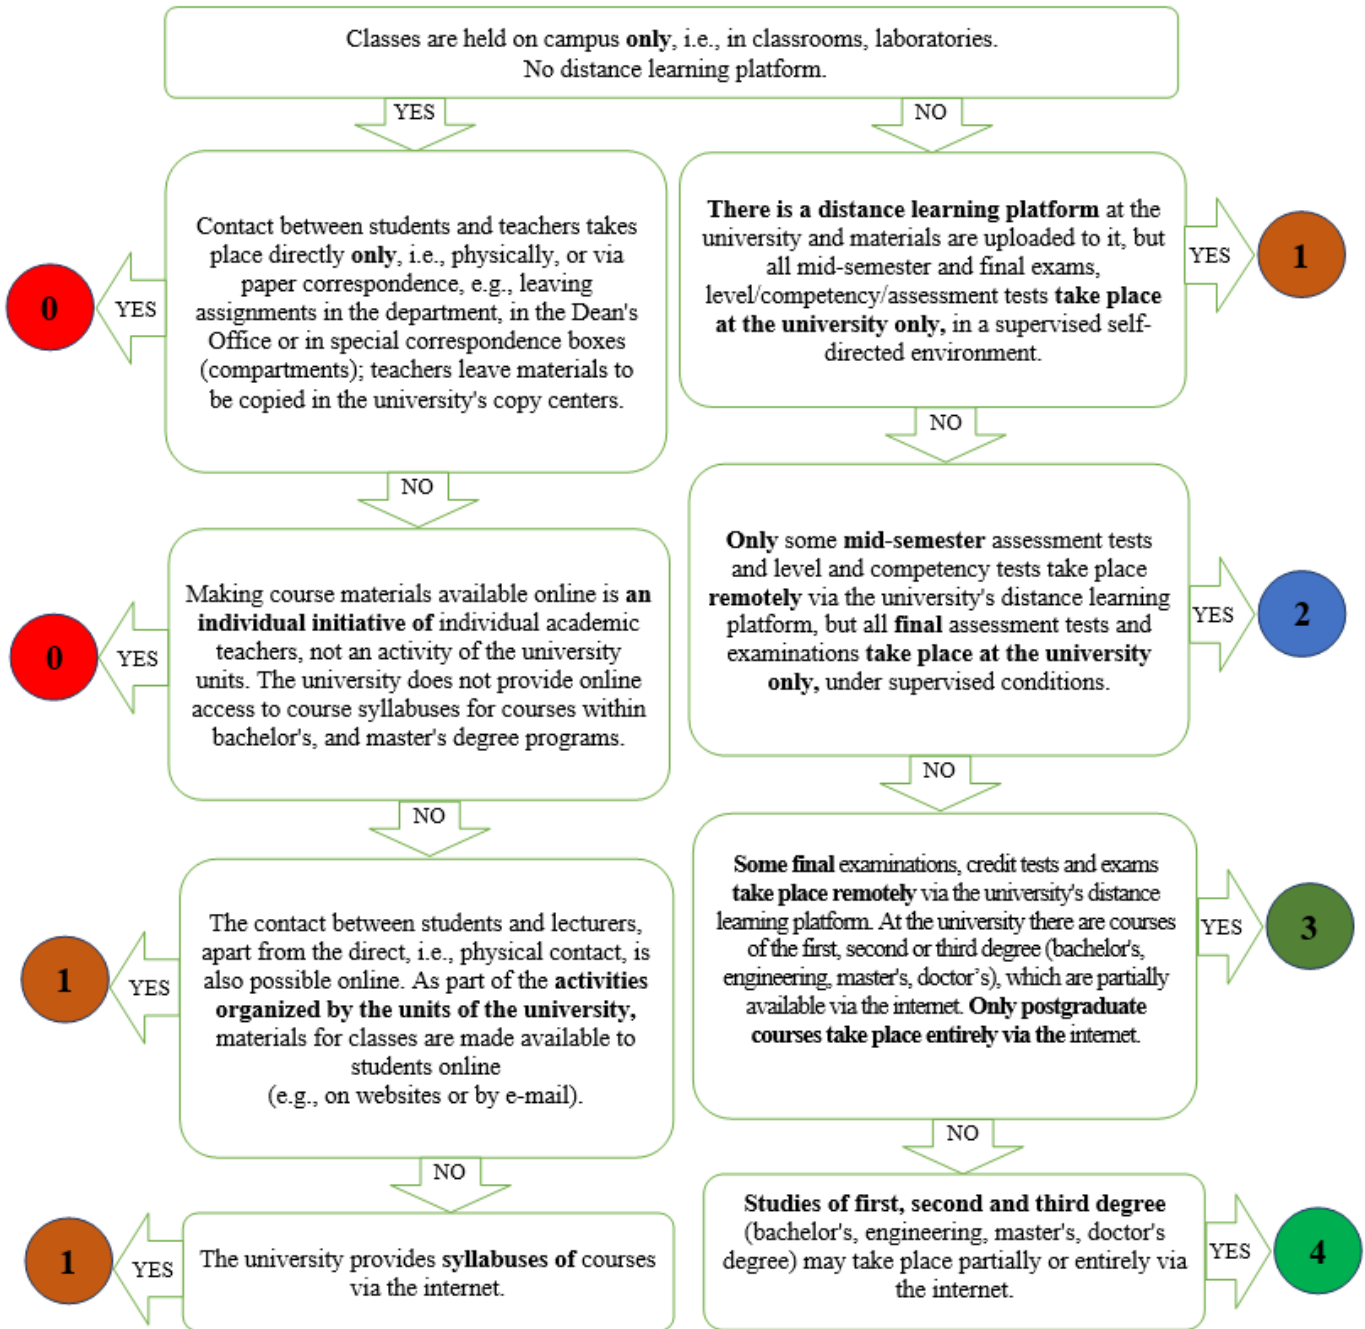 Classes are held on campus only, i.e., in classrooms, laboratories.
No distance learning platform.
YES
NO
Contact between students and teachers takes
place directly only, i.e., physically, or via
paper correspondence, e.g., leaving
assignments in the department, in the Dean's
Office or in special correspondence boxes
(compartments); teachers leave materials to
be copied in the university's copy centers.
YES
0
There is a distance learning platform at the
university and materials are uploaded to it, but
all mid-semester and final exams,
level/competency/assessment tests take place
at the university only, in a supervised self-
directed environment.
YES
1
NO
NO
Making course materials available online is an
individual initiative of individual academic
teachers, not an activity of the university
units. The university does not provide online
access to course syllabuses for courses within
bachelor's, and master's degree programs.
YES
0
Only some mid-semester assessment tests
and level and competency tests take place
remotely via the university's distance learning
platform, but all final assessment tests and
examinations take place at the university
only, under supervised conditions.
YES
2
NO
NO
The contact between students and lecturers,
apart from the direct, i.e., physical contact, is
also possible online. As part of the activities
organized by the units of the university,
materials for classes are made available to
students online
(e.g., on websites or by e-mail).
YES
1
Some final examinations, credit tests and exams
take place remotely via the university's distance
learning platform. At the university there are courses
of the first, second or third degree (bachelor's,
engineering, master's, doctor’s), which are partially
available via the internet. Only postgraduate
courses take place entirely via the internet.
YES
3
NO
NO
The university provides syllabuses of courses
via the internet.
YES
1
Studies of first, second and third degree
(bachelor's, engineering, master's, doctor's
degree) may take place partially or entirely via
the internet.
YES
4